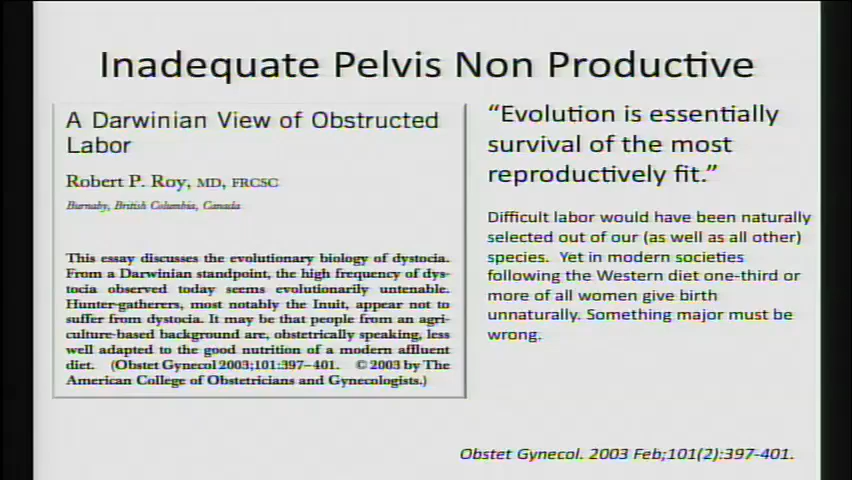 Inadequate Pelvis Non Productive
A Darwinian View of Obstructed
Labor
Robert P. Roy, MD, FRCSC
Burnaby, British Columbia, Canada
This essay discusses the evolutionary biology of dystocia.
From a Darwinian standpoint, the high frequency of dys-
tocia observed today seems evolutionarily untenable.
Hunter-gatherers, most notably the Inuit, appear not to
suffer from dystocia. It may be that people from an agri-
culture-based background are, obstetrically speaking, less
well adapted to the good nutrition of a modern affluent
diet. (Obstet Gynecol 2003;101:397–401. ©2003 by The
American College of Obstetricians and Gynecologists.)
“Evolution is essentially
survival of the most
reproductively fit.”
Difficult labor would have been naturally
selected out of our (as well as all other)
species. Yet in modern societies
following the Western diet one-third or
more of all women give birth
unnaturally. Something major must be
wrong.
Obstet Gynecol. 2003 Feb;101(2):397-401.